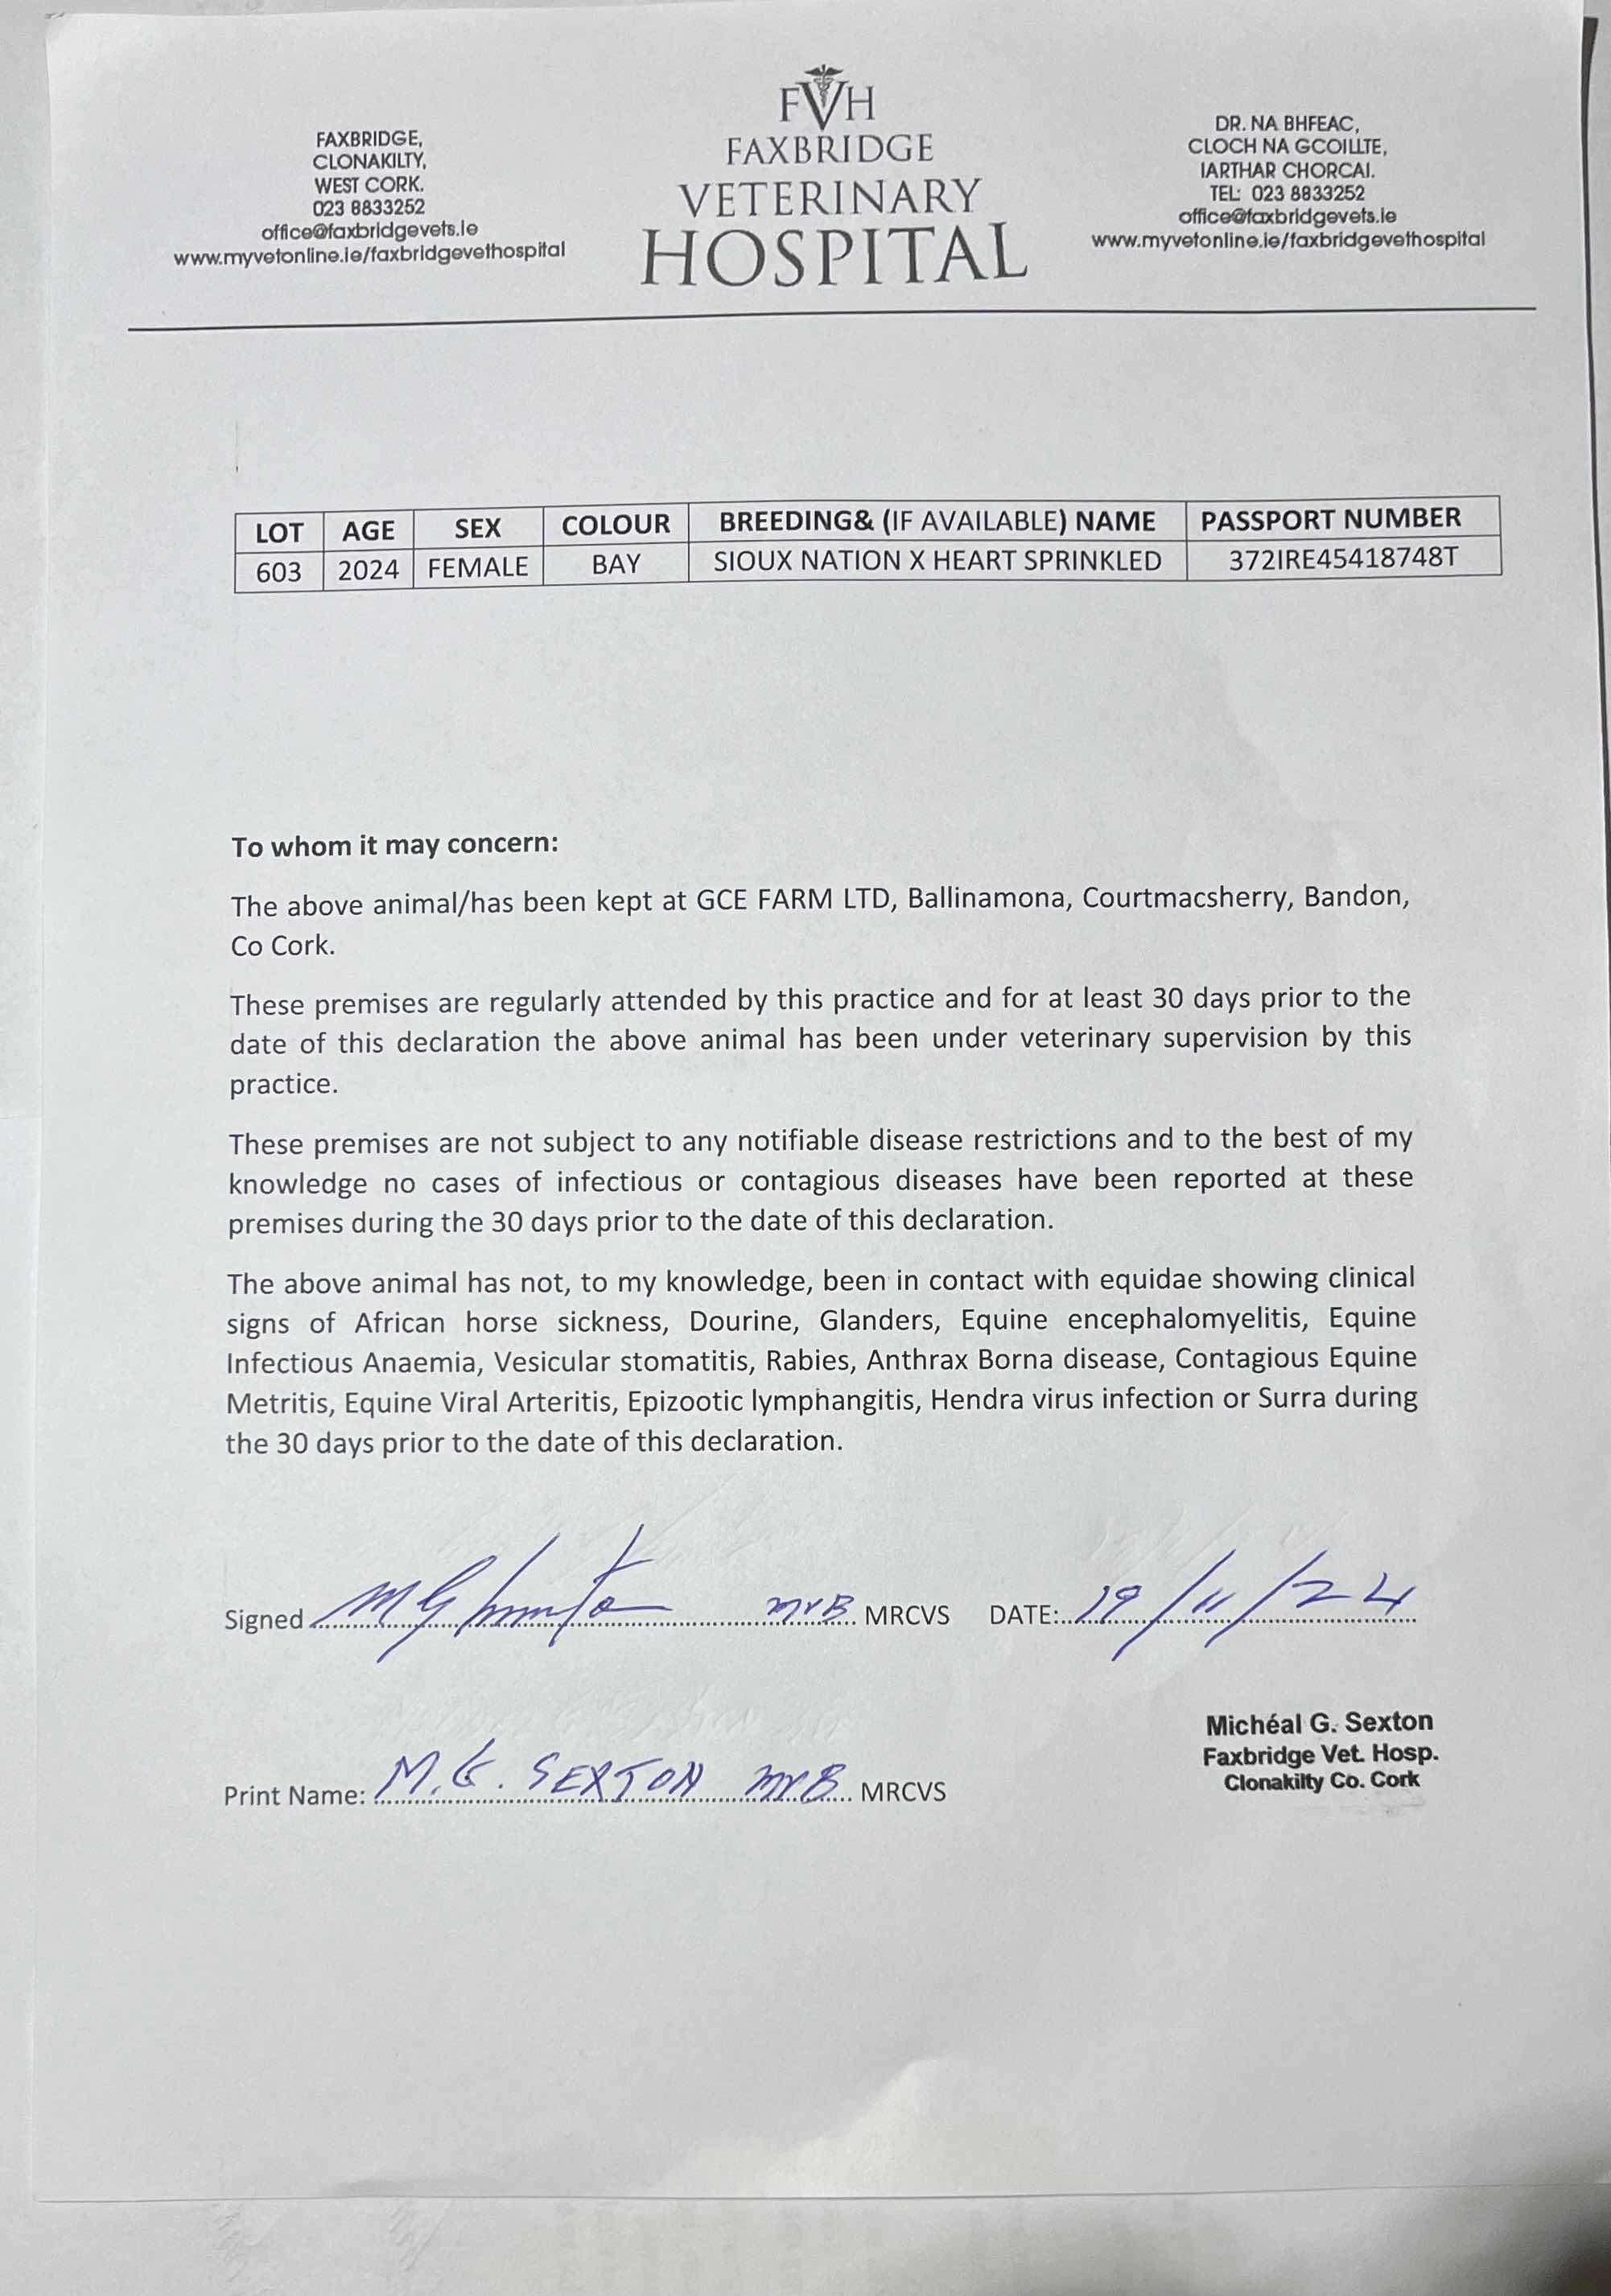 FAXBRIDGE,
CLONAKILTY,
WEST CORK.
023 8833252
office@faxbridgevets.ie
www.myvetonline.ie/faxbridgevethospital
FVH
FAXBRIDGE
VETERINARY
HOSPITAL
DR. NA BHFEAC,
CLOCH NA GCOILLTE,
IARTHAR CHORCAI.
TEL: 023 8833252
office@faxbridgevets.ie
www.myvetonline.ie/faxbridgevethospital
LOT AGE SEX COLOUR BREEDING& (IF AVAILABLE) NAME PASSPORT NUMBER
603 2024 FEMALE BAY SIOUX NATION X HEART SPRINKLED 372IRE45418748T
To whom it may concern:
The above animal/has been kept at GCE FARM LTD, Ballinamona, Courtmacsherry, Bandon,
Co Cork.
These premises are regularly attended by this practice and for at least 30 days prior to the
date of this declaration the above animal has been under veterinary supervision by this
practice.
These premises are not subject to any notifiable disease restrictions and to the best of my
knowledge no cases of infectious or contagious diseases have been reported at these
premises during the 30 days prior to the date of this declaration.
The above animal has not, to my knowledge, been in contact with equidae showing clinical
signs of African horse sickness, Dourine, Glanders, Equine encephalomyelitis, Equine
Infectious Anaemia, Vesicular stomatitis, Rabies, Anthrax Borna disease, Contagious Equine
Metritis, Equine Viral Arteritis, Epizootic lymphangitis, Hendra virus infection or Surra during
the 30 days prior to the date of this declaration.
Signed MVB MRCVS DATE: 19/11/24
Michéal G. Sexton
Faxbridge Vet. Hosp.
Clonakilty Co. Cork
Print Name: M.G. SEXTON MVB MRCVS